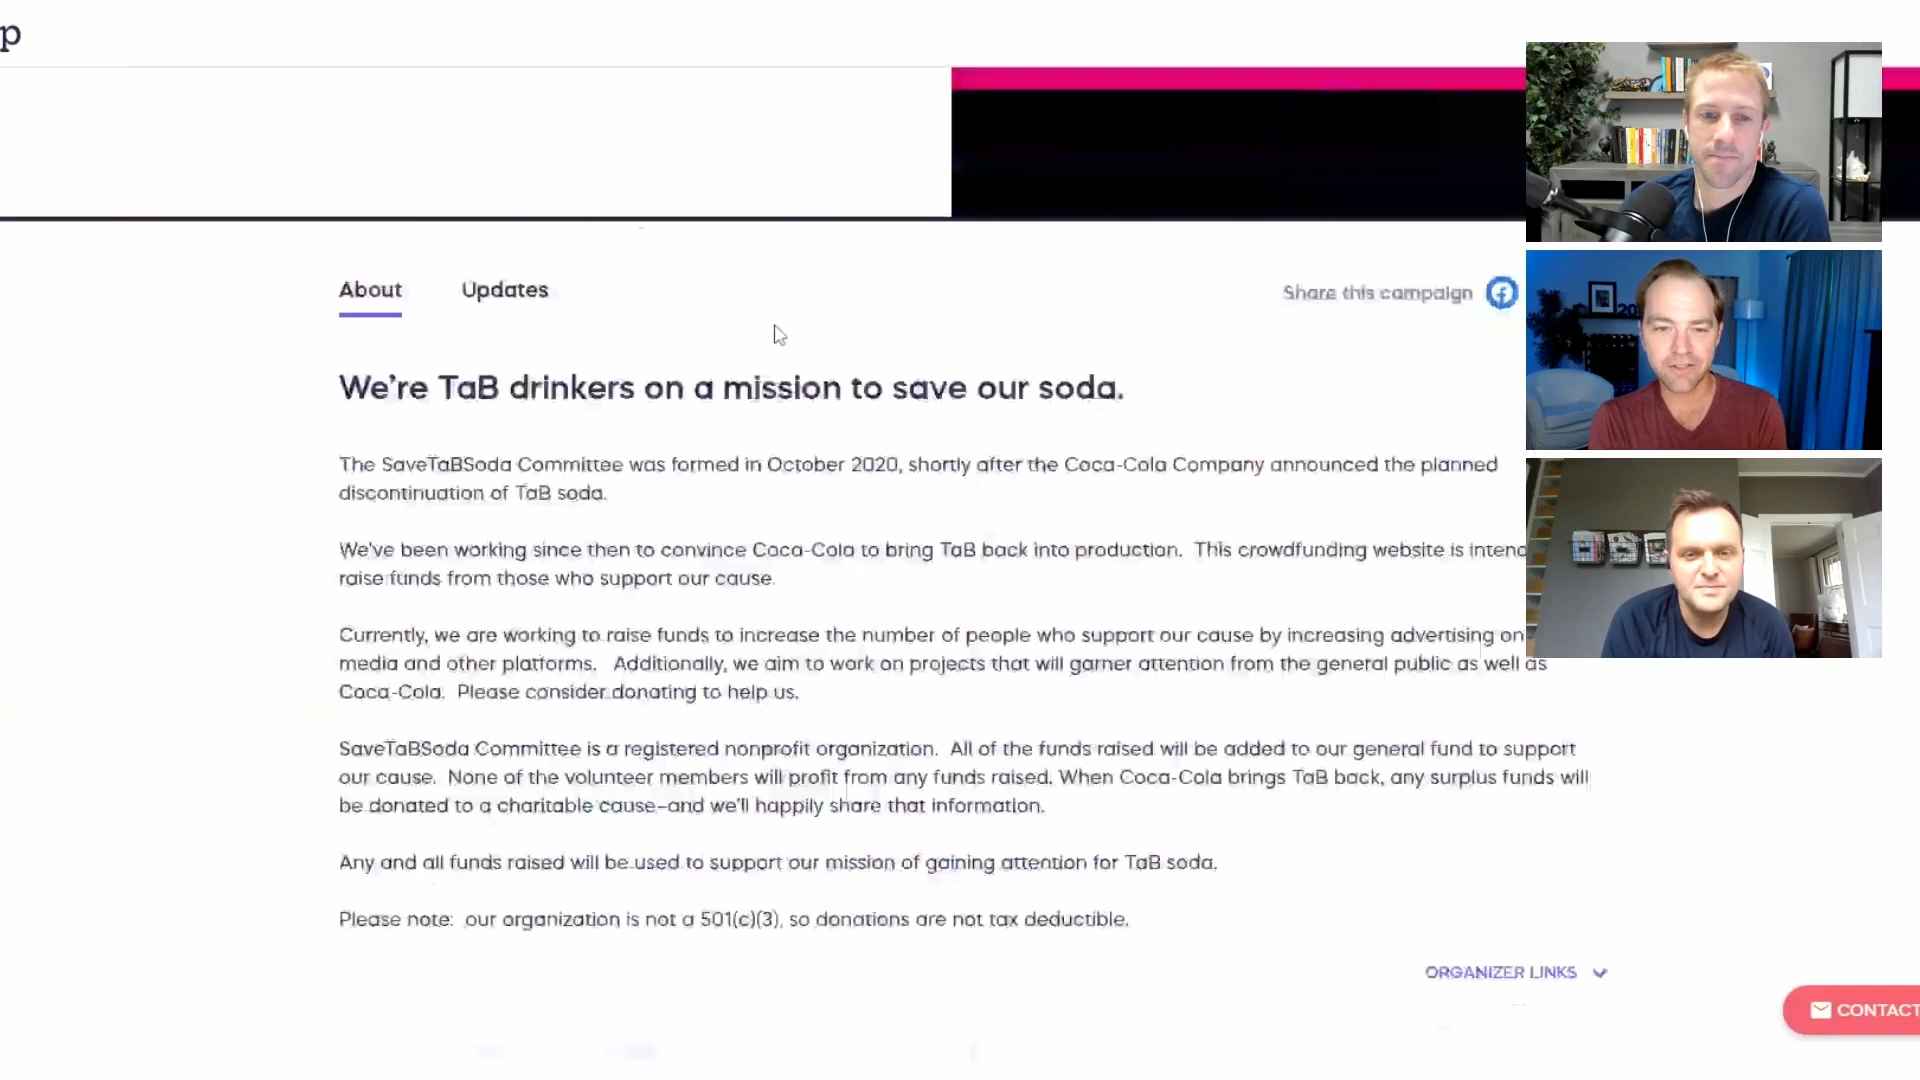 p
About Updates Share this campaign
We're TaB drinkers on a mission to save our soda.
The SaveTaBSoda Committee was formed in October 2020, shortly after the Coca-Cola Company announced the planned
discontinuation of TaB soda.
We've been working since then to convince Coca-Cola to bring TaB back into production. This crowdfunding website is
raise funds from those who support our cause.
Currently, we are working to raise funds to increase the number of people who support our cause by increasing advertising on
media and other platforms. Additionally, we aim to work on projects that will garner attention from the general public as well as
Coca-Cola. Please consider donating to help us.
SaveTaBSoda Committee is a registered nonprofit organization. All of the funds raised will be added to our general fund to support
our cause. None of the volunteer members will profit from any funds raised. When Coca-Cola brings TaB back, any surplus funds will
be donated to a charitable cause–and we'll happily share that information.
Any and all funds raised will be used to support our mission of gaining attention for TaB soda.
Please note: our organization is not a 501(c)(3), so donations are not tax deductible.
ORGANIZER LINKS
CONTACT